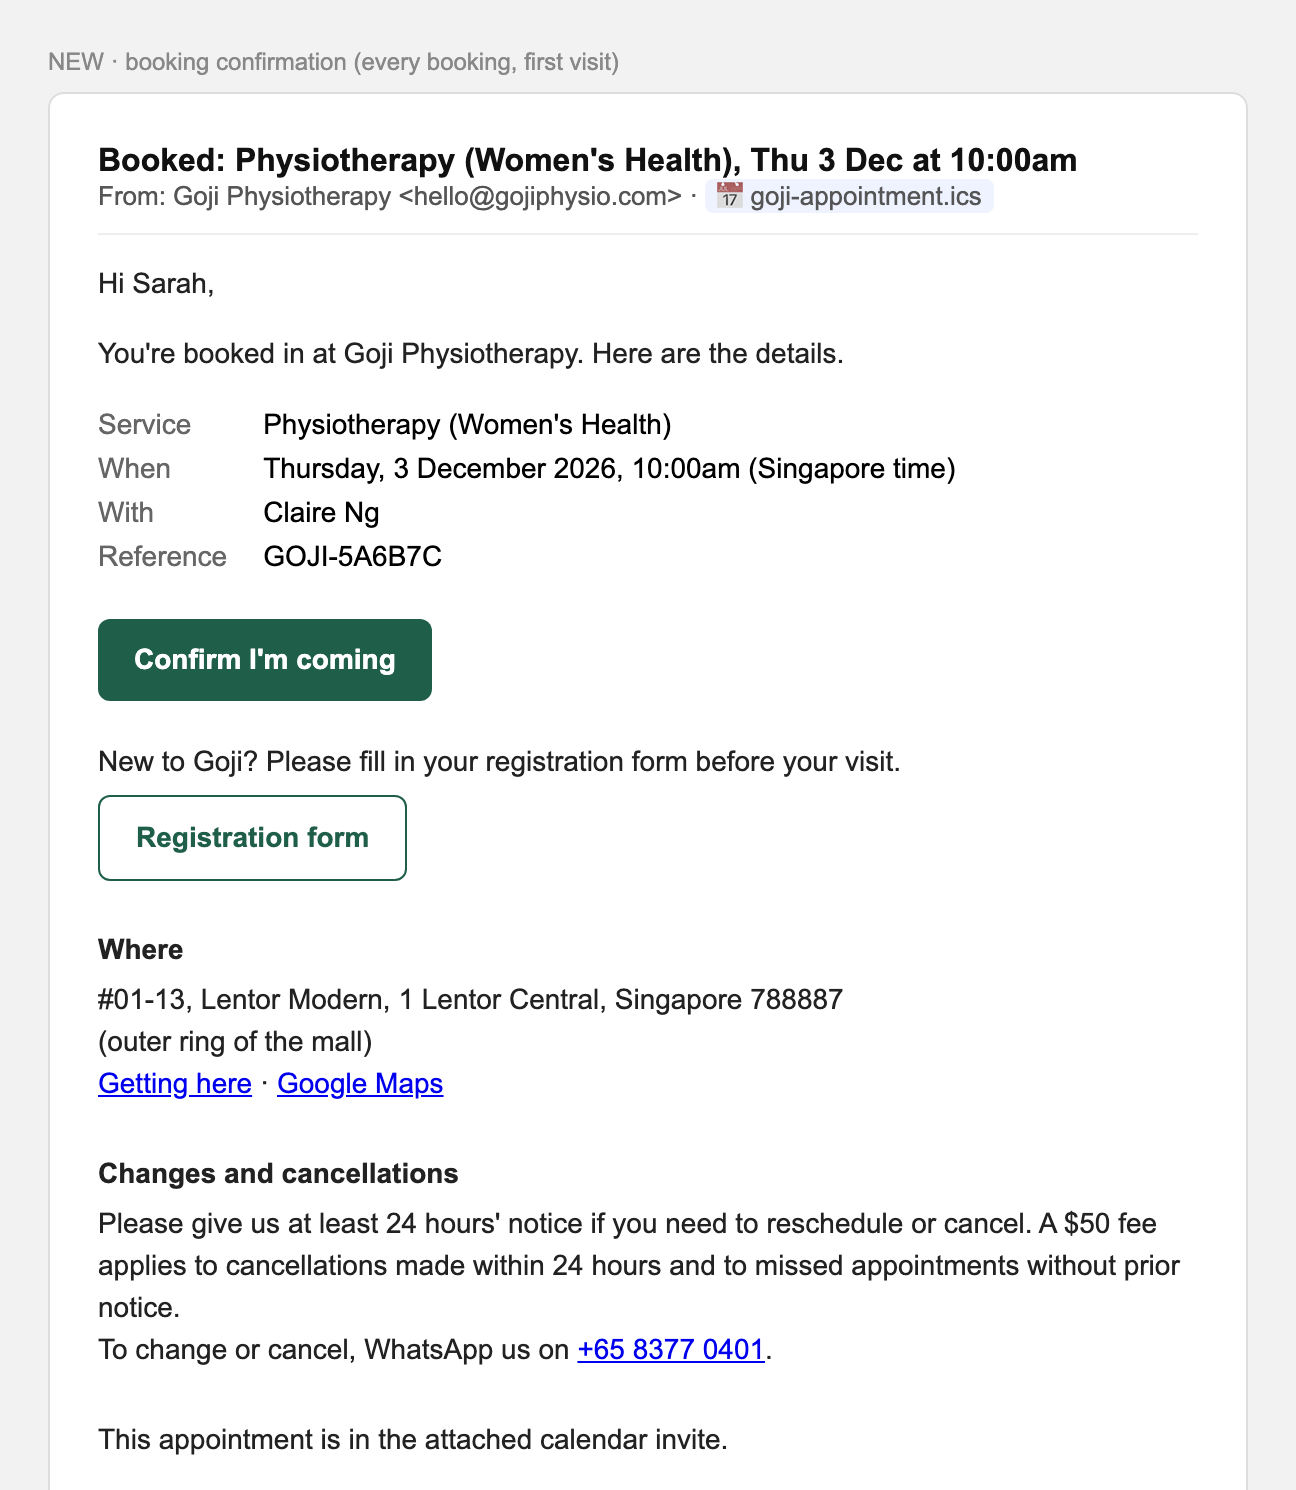 NEW · booking confirmation (every booking, first visit)
Booked: Physiotherapy (Women's Health), Thu 3 Dec at 10:00am
From: Goji Physiotherapy <hello@gojiphysio.com> · 📅 goji-appointment.ics
Hi Sarah,
You're booked in at Goji Physiotherapy. Here are the details.
Service Physiotherapy (Women's Health)
When Thursday, 3 December 2026, 10:00am (Singapore time)
With Claire Ng
Reference GOJI-5A6B7C
Confirm I'm coming
New to Goji? Please fill in your registration form before your visit.
Registration form
Where
#01-13, Lentor Modern, 1 Lentor Central, Singapore 788887
(outer ring of the mall)
Getting here · Google Maps
Changes and cancellations
Please give us at least 24 hours' notice if you need to reschedule or cancel. A $50 fee
applies to cancellations made within 24 hours and to missed appointments without prior
notice.
To change or cancel, WhatsApp us on +65 8377 0401.
This appointment is in the attached calendar invite.